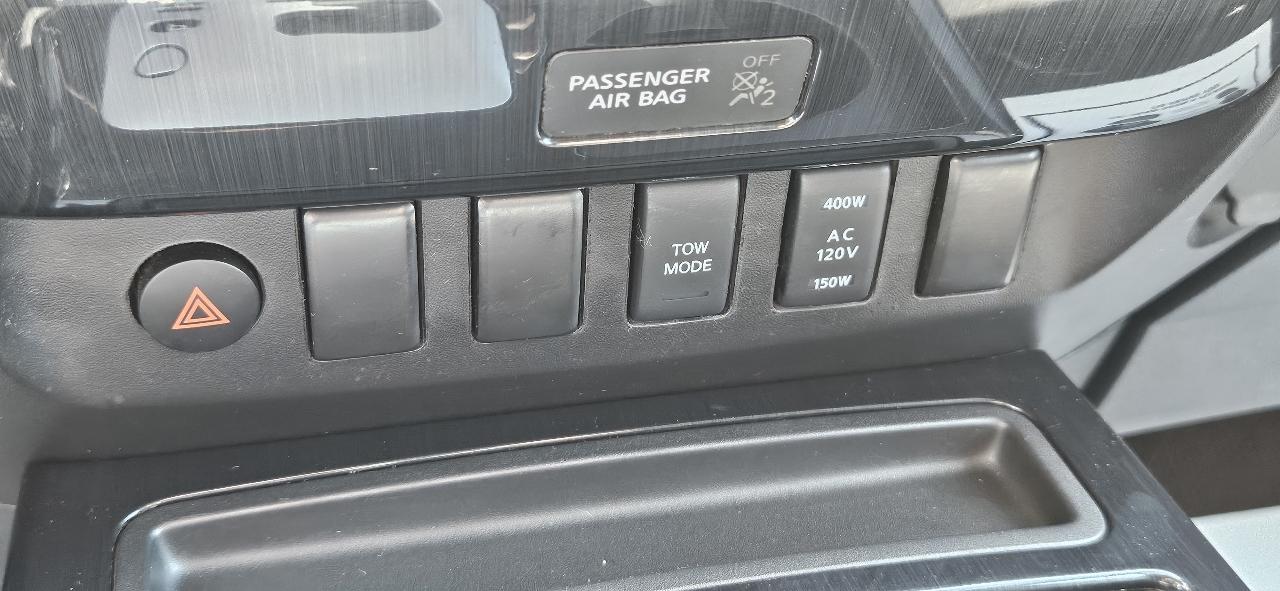 OFF
PASSENGER
AIR BAG
2
TOW
MODE
400W
AC
120V
150W